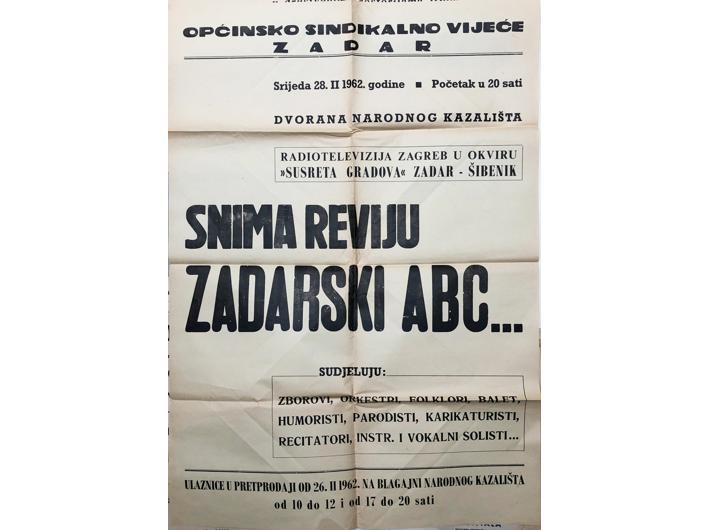 OPĆINSKO SINDIKALNO VIJEĆE
ZADAR
Srijeda 28. II 1962. godine ■ Početak u 20 sati
DVORANA NARODNOG KAZALIŠTA
RADIOTELEVIZIJA ZAGREB U OKVIRU
»SUSRETA GRADOVA« ZADAR - ŠIBENIK
SNIMA REVIJU
ZADARSKI ABC...
SUDJELUJU:
ZBOROVI, ORKESTRI, FOLKLORI, BALET,
HUMORISTI, PARODISTI, KARIKATURISTI,
RECITATORI, INSTR. I VOKALNI SOLISTI...
ULAZNICE U PRETPRODAJI OD 26. II 1962. NA BLAGAJNI NARODNOG KAZALIŠTA
od 10 do 12 i od 17 do 20 sati